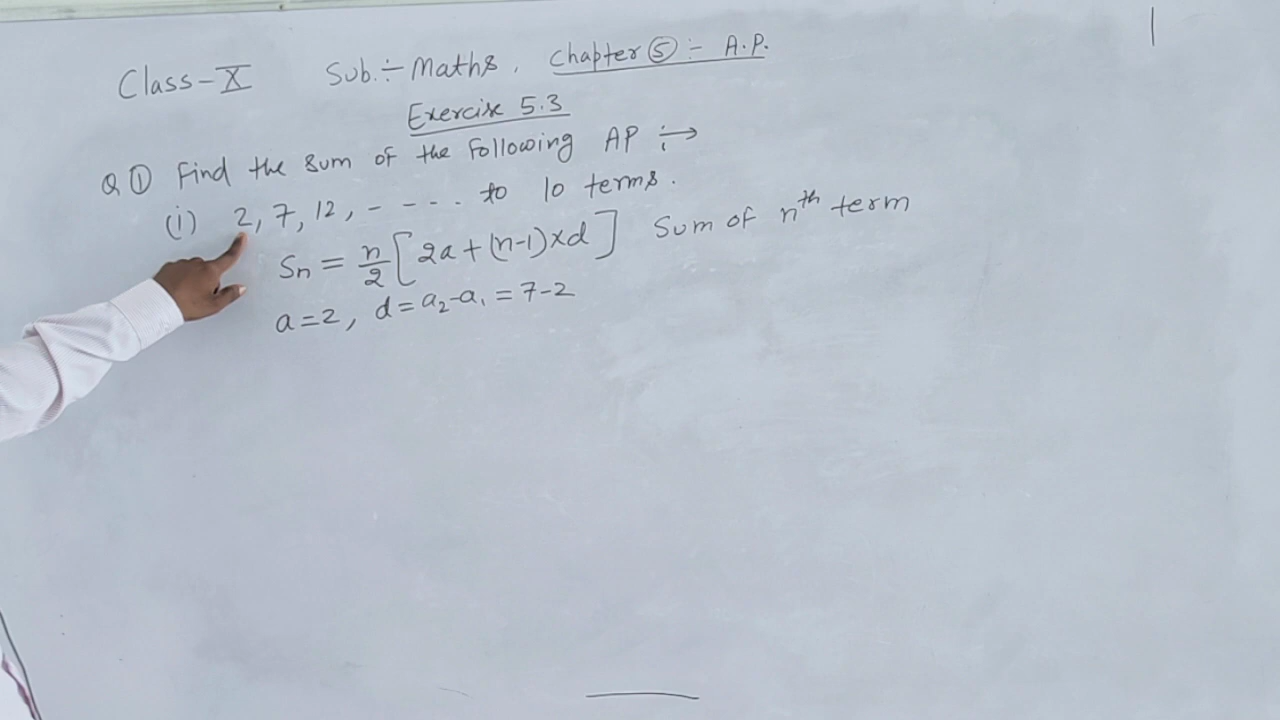 Class-X Sub.:- Maths, Chapter ⑤:- A.P.
Exercise 5.3
Q ① Find the sum of the following AP :→
(i) 2, 7, 12, - - - - . to 10 terms.
Sn = n/2 [2a + (n-1)×d] Sum of nᵗʰ term
a=2, d=a₂-a₁ = 7-2